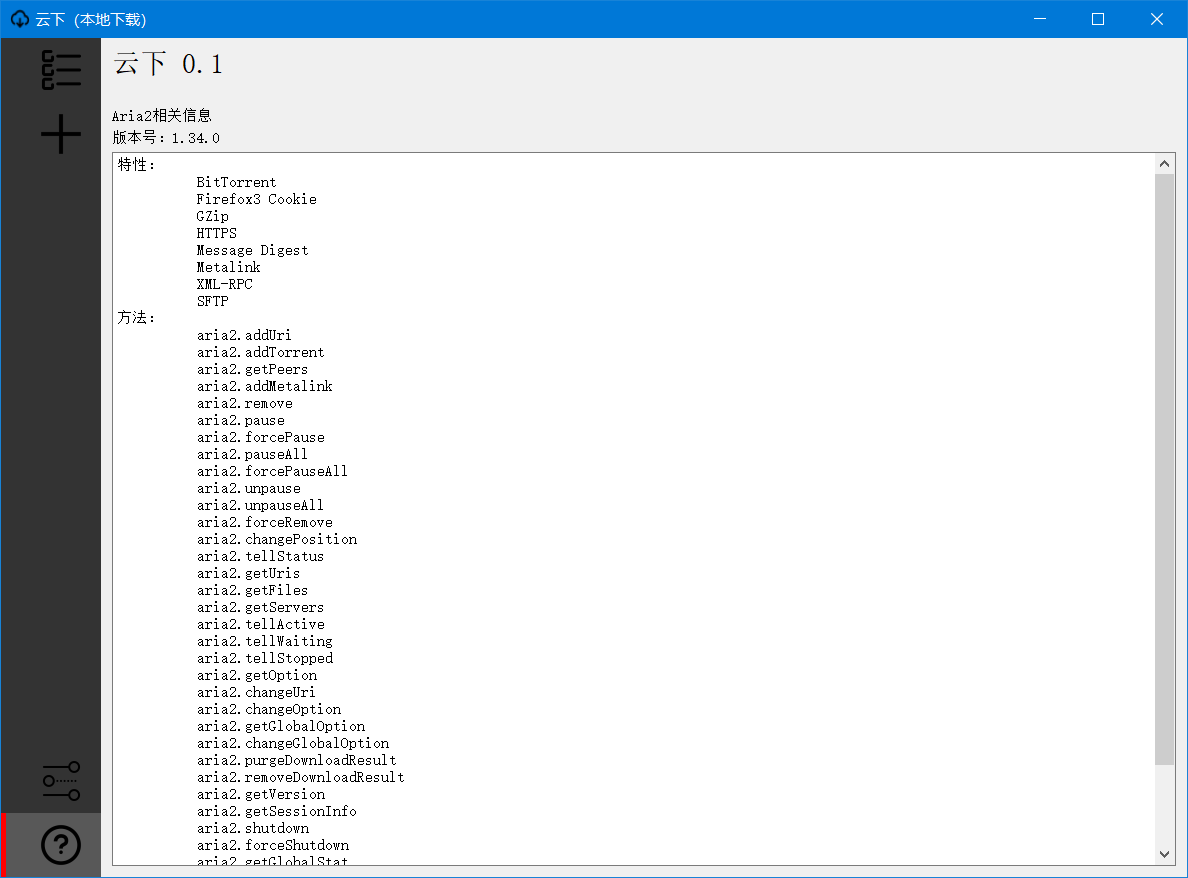 云下（本地下载）
云下 0.1
Aria2相关信息
版本号：1.34.0
特性：
BitTorrent
Firefox3 Cookie
GZip
HTTPS
Message Digest
Metalink
XML-RPC
SFTP
方法：
aria2.addUri
aria2.addTorrent
aria2.getPeers
aria2.addMetalink
aria2.remove
aria2.pause
aria2.forcePause
aria2.pauseAll
aria2.forcePauseAll
aria2.unpause
aria2.unpauseAll
aria2.forceRemove
aria2.changePosition
aria2.tellStatus
aria2.getUris
aria2.getFiles
aria2.getServers
aria2.tellActive
aria2.tellWaiting
aria2.tellStopped
aria2.getOption
aria2.changeUri
aria2.changeOption
aria2.getGlobalOption
aria2.changeGlobalOption
aria2.purgeDownloadResult
aria2.removeDownloadResult
aria2.getVersion
aria2.getSessionInfo
aria2.shutdown
aria2.forceShutdown
aria2.getGlobalStat